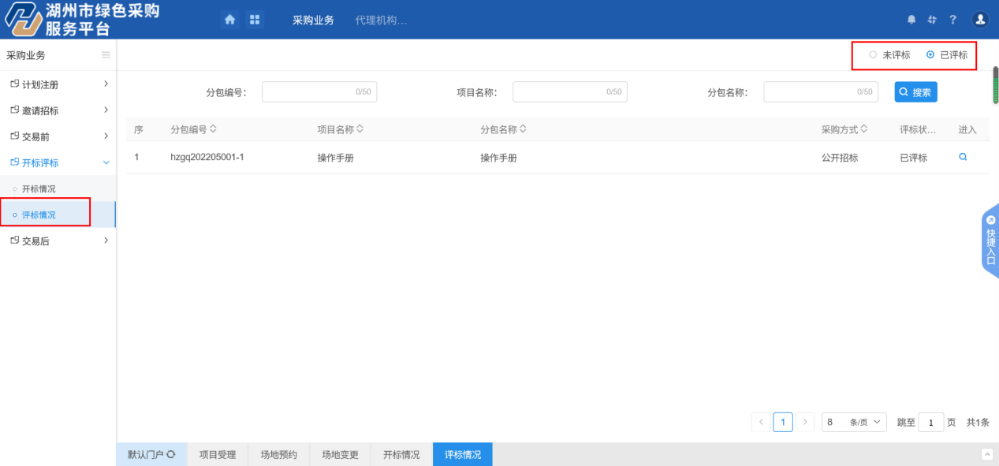 湖州市绿色采购
服务平台
采购业务 代理机构...
?
采购业务
未评标 已评标
计划注册
邀请招标
交易前
开标评标
开标情况
评标情况
交易后
分包编号： 0/50 项目名称： 0/50 分包名称： 0/50 搜索
序 分包编号 项目名称 分包名称 采购方式 评标状... 进入
1 hzgq202205001-1 操作手册 操作手册 公开招标 已评标
快捷入口
< 1 > 8 条/页 跳至 1 页 共1条
默认门户 项目受理 场地预约 场地变更 开标情况 评标情况